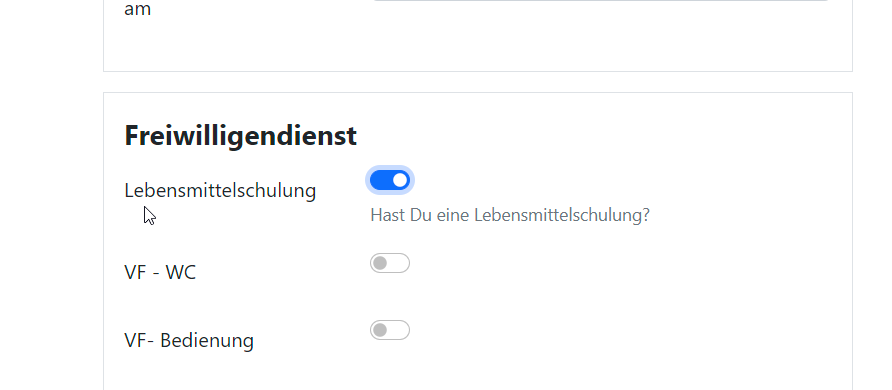 am
Freiwilligendienst
Lebensmittelschulung
Hast Du eine Lebensmittelschulung?
VF - WC
VF- Bedienung